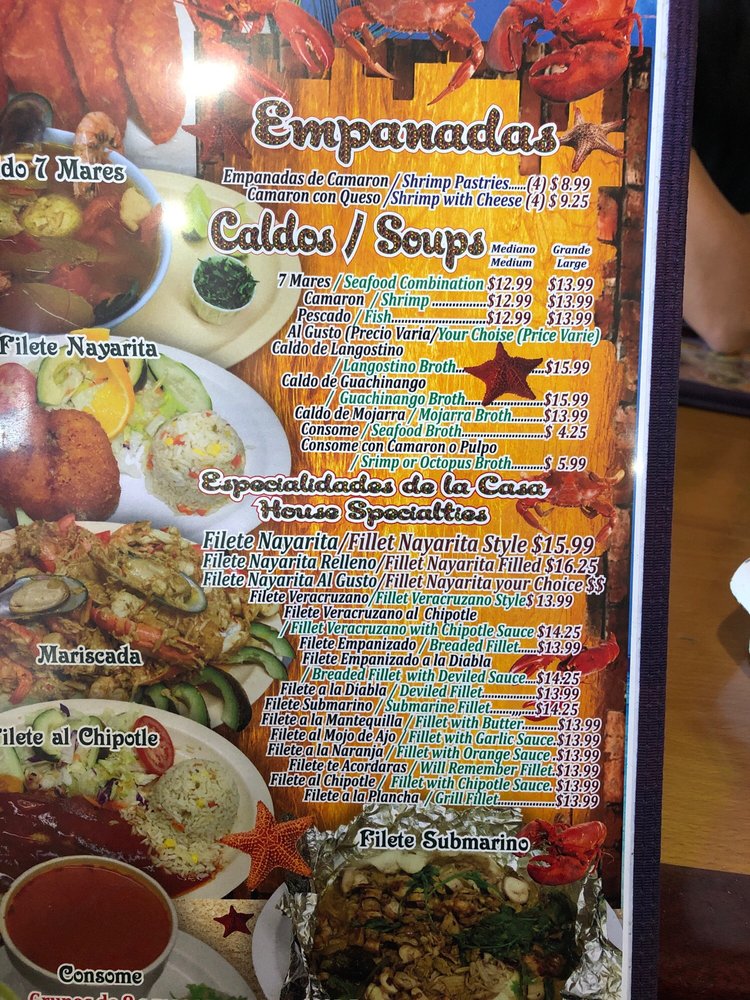 Empanadas
Empanadas de Camaron / Shrimp Pastries......(4) $ 8.99
Camaron con Queso /Shrimp with Cheese (4) $ 9.25
do 7 Mares
Caldos / Soups
Mediano Grande
Medium Large
7 Mares / Seafood Combination $12.99 $13.99
Camaron / Shrimp ................$12.99 $13.99
Pescado / Fish.......................$12.99 $13.99
Al Gusto (Precio Varia/Your Choise (Price Varie)
Caldo de Langostino
/ Langostino Broth......................$15.99
Caldo de Guachinango
/ Guachinango Broth....................$15.99
Caldo de Mojarra / Mojarra Broth.........$13.99
Consome / Seafood Broth.......................$ 4.25
Consome con Camaron o Pulpo
/ Srimp or Octopus Broth.........$ 5.99
Filete Nayarita
Especialidades de la Casa
House Specialties
Filete Nayarita/Fillet Nayarita Style $15.99
Filete Nayarita Relleno/Fillet Nayarita Filled $16.25
Filete Nayarita Al Gusto /Fillet Nayarita your Choice $$
Filete Veracruzano/Fillet Veracruzano Style$ 13.99
Filete Veracruzano al Chipotle
/ Fillet Veracruzano with Chipotle Sauce $14.25
Filete Empanizado / Breaded Fillet.....$13.99
Filete Empanizado a la Diabla
/ Breaded Fillet with Deviled Sauce....$14.25
Filete a la Diabla / Deviled Fillet..............$13.99
Filete Submarino / Submarine Fillet...........$14.25
Filete a la Mantequilla / Fillet with Butter..........$13.99
Filete al Mojo de Ajo / Fillet with Garlic Sauce.$13.99
Filete a la Naranja / Fillet with Orange Sauce ..$13.99
Filete te Acordaras / Will Remember Fillet.$13.99
Filete al Chipotle / Fillet with Chipotle Sauce. $13.99
Filete a la Plancha / Grill Fillet...................$13.99
Mariscada
ilete al Chipotle
Filete Submarino
Consome